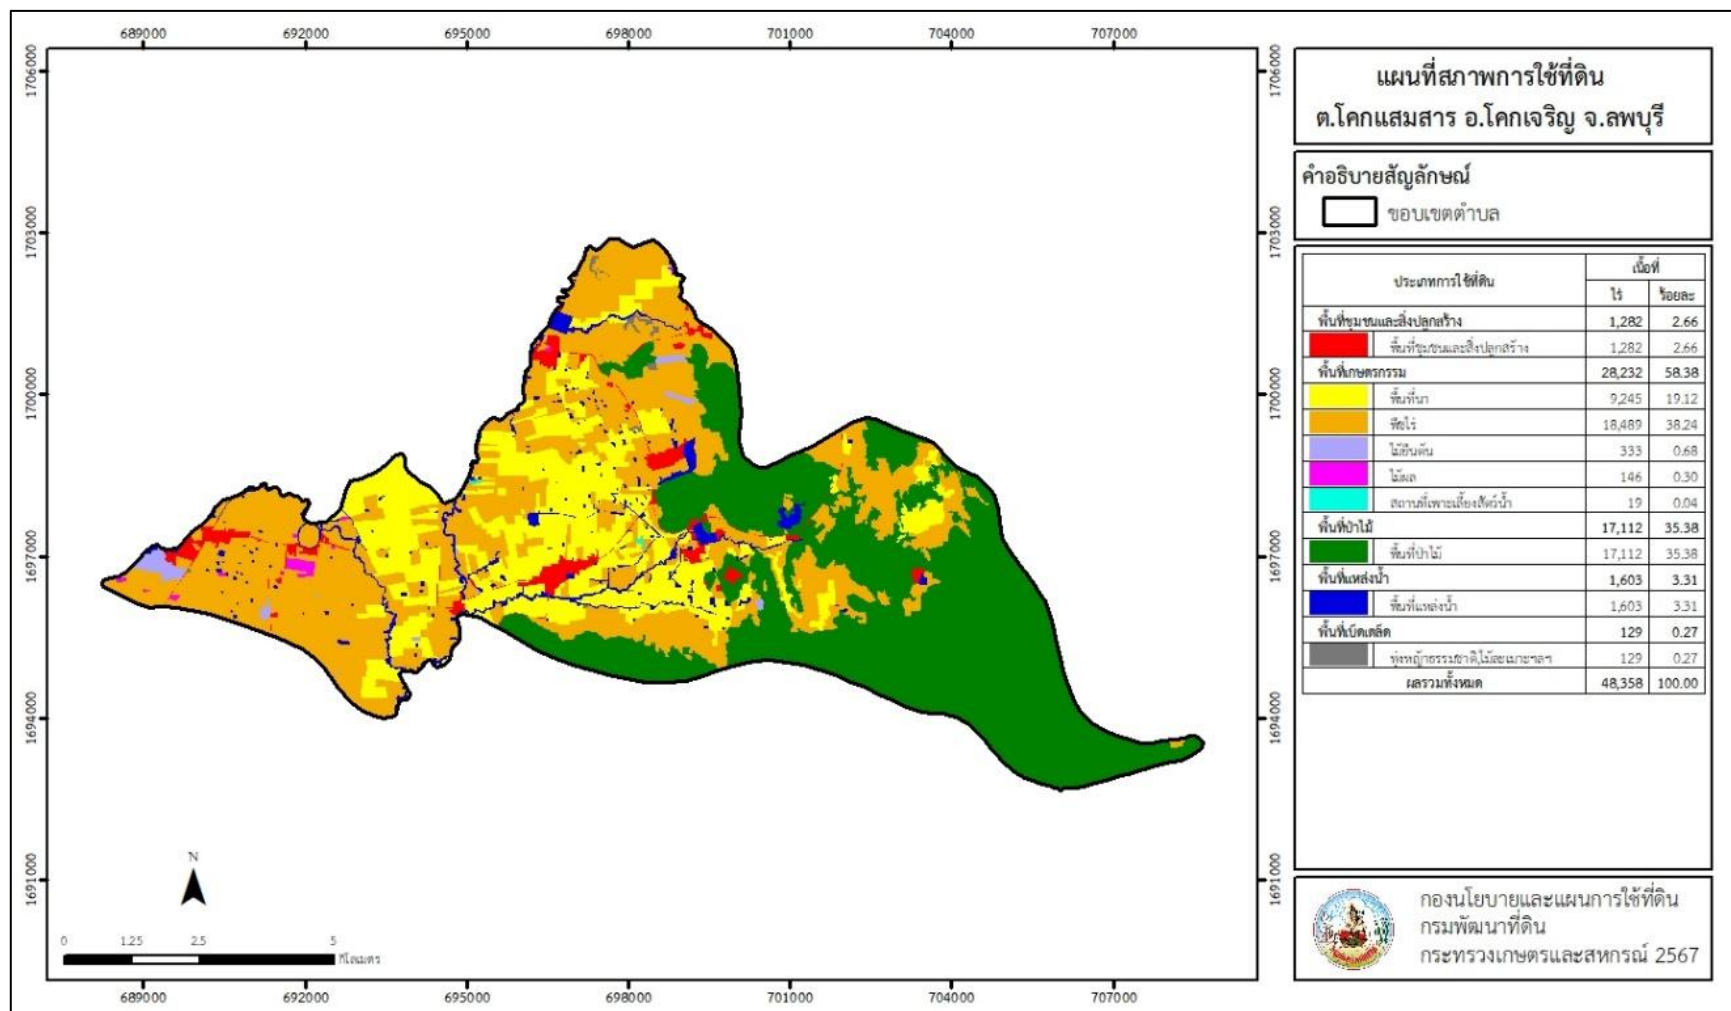 689000 692000 695000 698000 701000 704000 707000
1706000 1706000
1703000 1703000
1700000 1700000
1697000 1697000
1694000 1694000
1691000 1691000
N
0 1.25 2.5 5
กิโลเมตร
689000 692000 695000 698000 701000 704000 707000
แผนที่สภาพการใช้ที่ดิน
ต.โคกแสมสาร อ.โคกเจริญ จ.ลพบุรี
คำอธิบายสัญลักษณ์
ขอบเขตตำบล
ประเภทการใช้ที่ดิน เนื้อที่
ไร่ ร้อยละ
พื้นที่ชุมชนและสิ่งปลูกสร้าง 1,282 2.66
พื้นที่ชุมชนและสิ่งปลูกสร้าง 1,282 2.66
พื้นที่เกษตรกรรม 28,232 58.38
พื้นที่นา 9,245 19.12
พืชไร่ 18,489 38.24
ไม้ยืนต้น 333 0.68
ไม้ผล 146 0.30
สถานที่เพาะเลี้ยงสัตว์น้ำ 19 0.04
พื้นที่ป่าไม้ 17,112 35.38
พื้นที่ป่าไม้ 17,112 35.38
พื้นที่แหล่งน้ำ 1,603 3.31
พื้นที่แหล่งน้ำ 1,603 3.31
พื้นที่เบ็ดเตล็ด 129 0.27
ทุ่งหญ้าธรรมชาติ,ไม้ละเมาะฯลฯ 129 0.27
ผลรวมทั้งหมด 48,358 100.00
กองนโยบายและแผนการใช้ที่ดิน
กรมพัฒนาที่ดิน
กระทรวงเกษตรและสหกรณ์ 2567